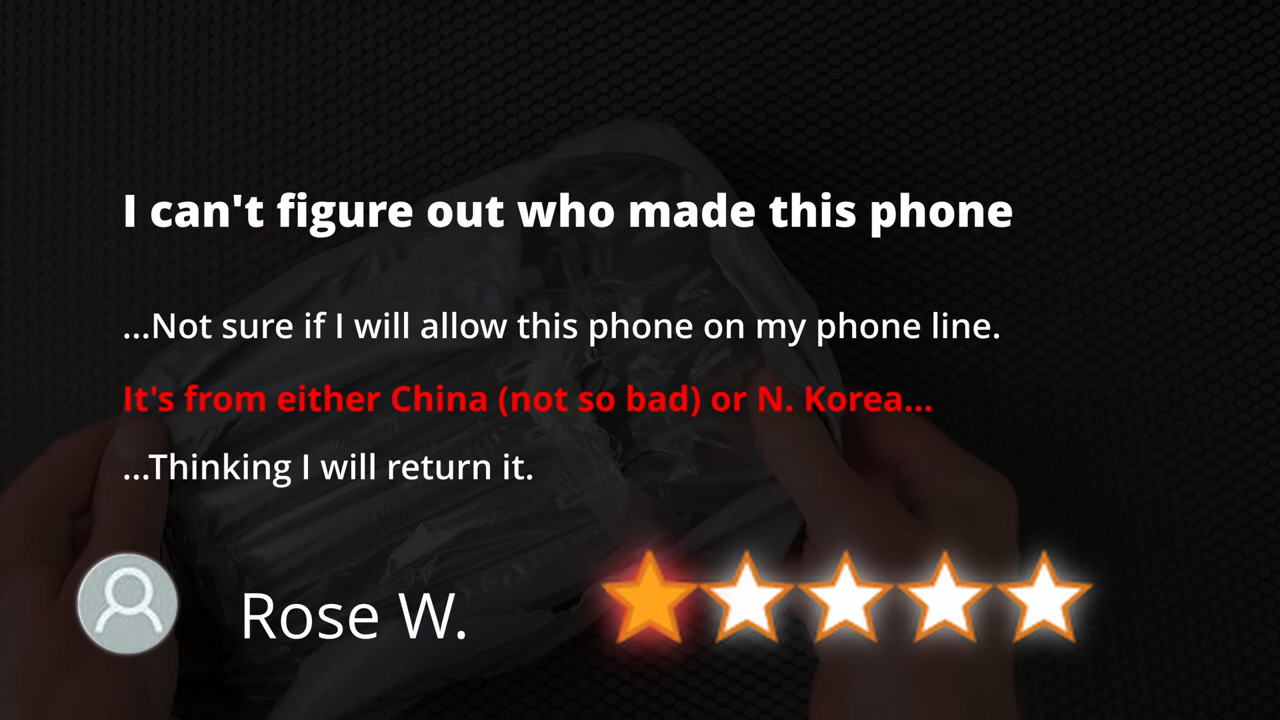 I can't figure out who made this phone
...Not sure if I will allow this phone on my phone line.
It's from either China (not so bad) or N. Korea...
...Thinking I will return it.
Rose W.